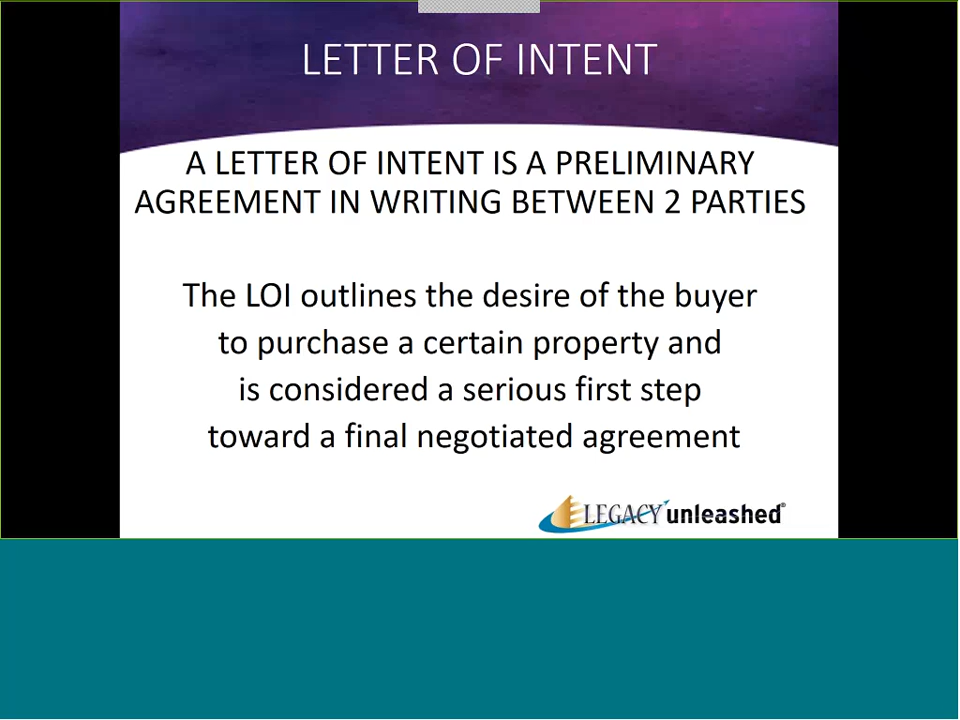 LETTER OF INTENT
A LETTER OF INTENT IS A PRELIMINARY
AGREEMENT IN WRITING BETWEEN 2 PARTIES
The LOI outlines the desire of the buyer
to purchase a certain property and
is considered a serious first step
toward a final negotiated agreement
LEGACY unleashed®